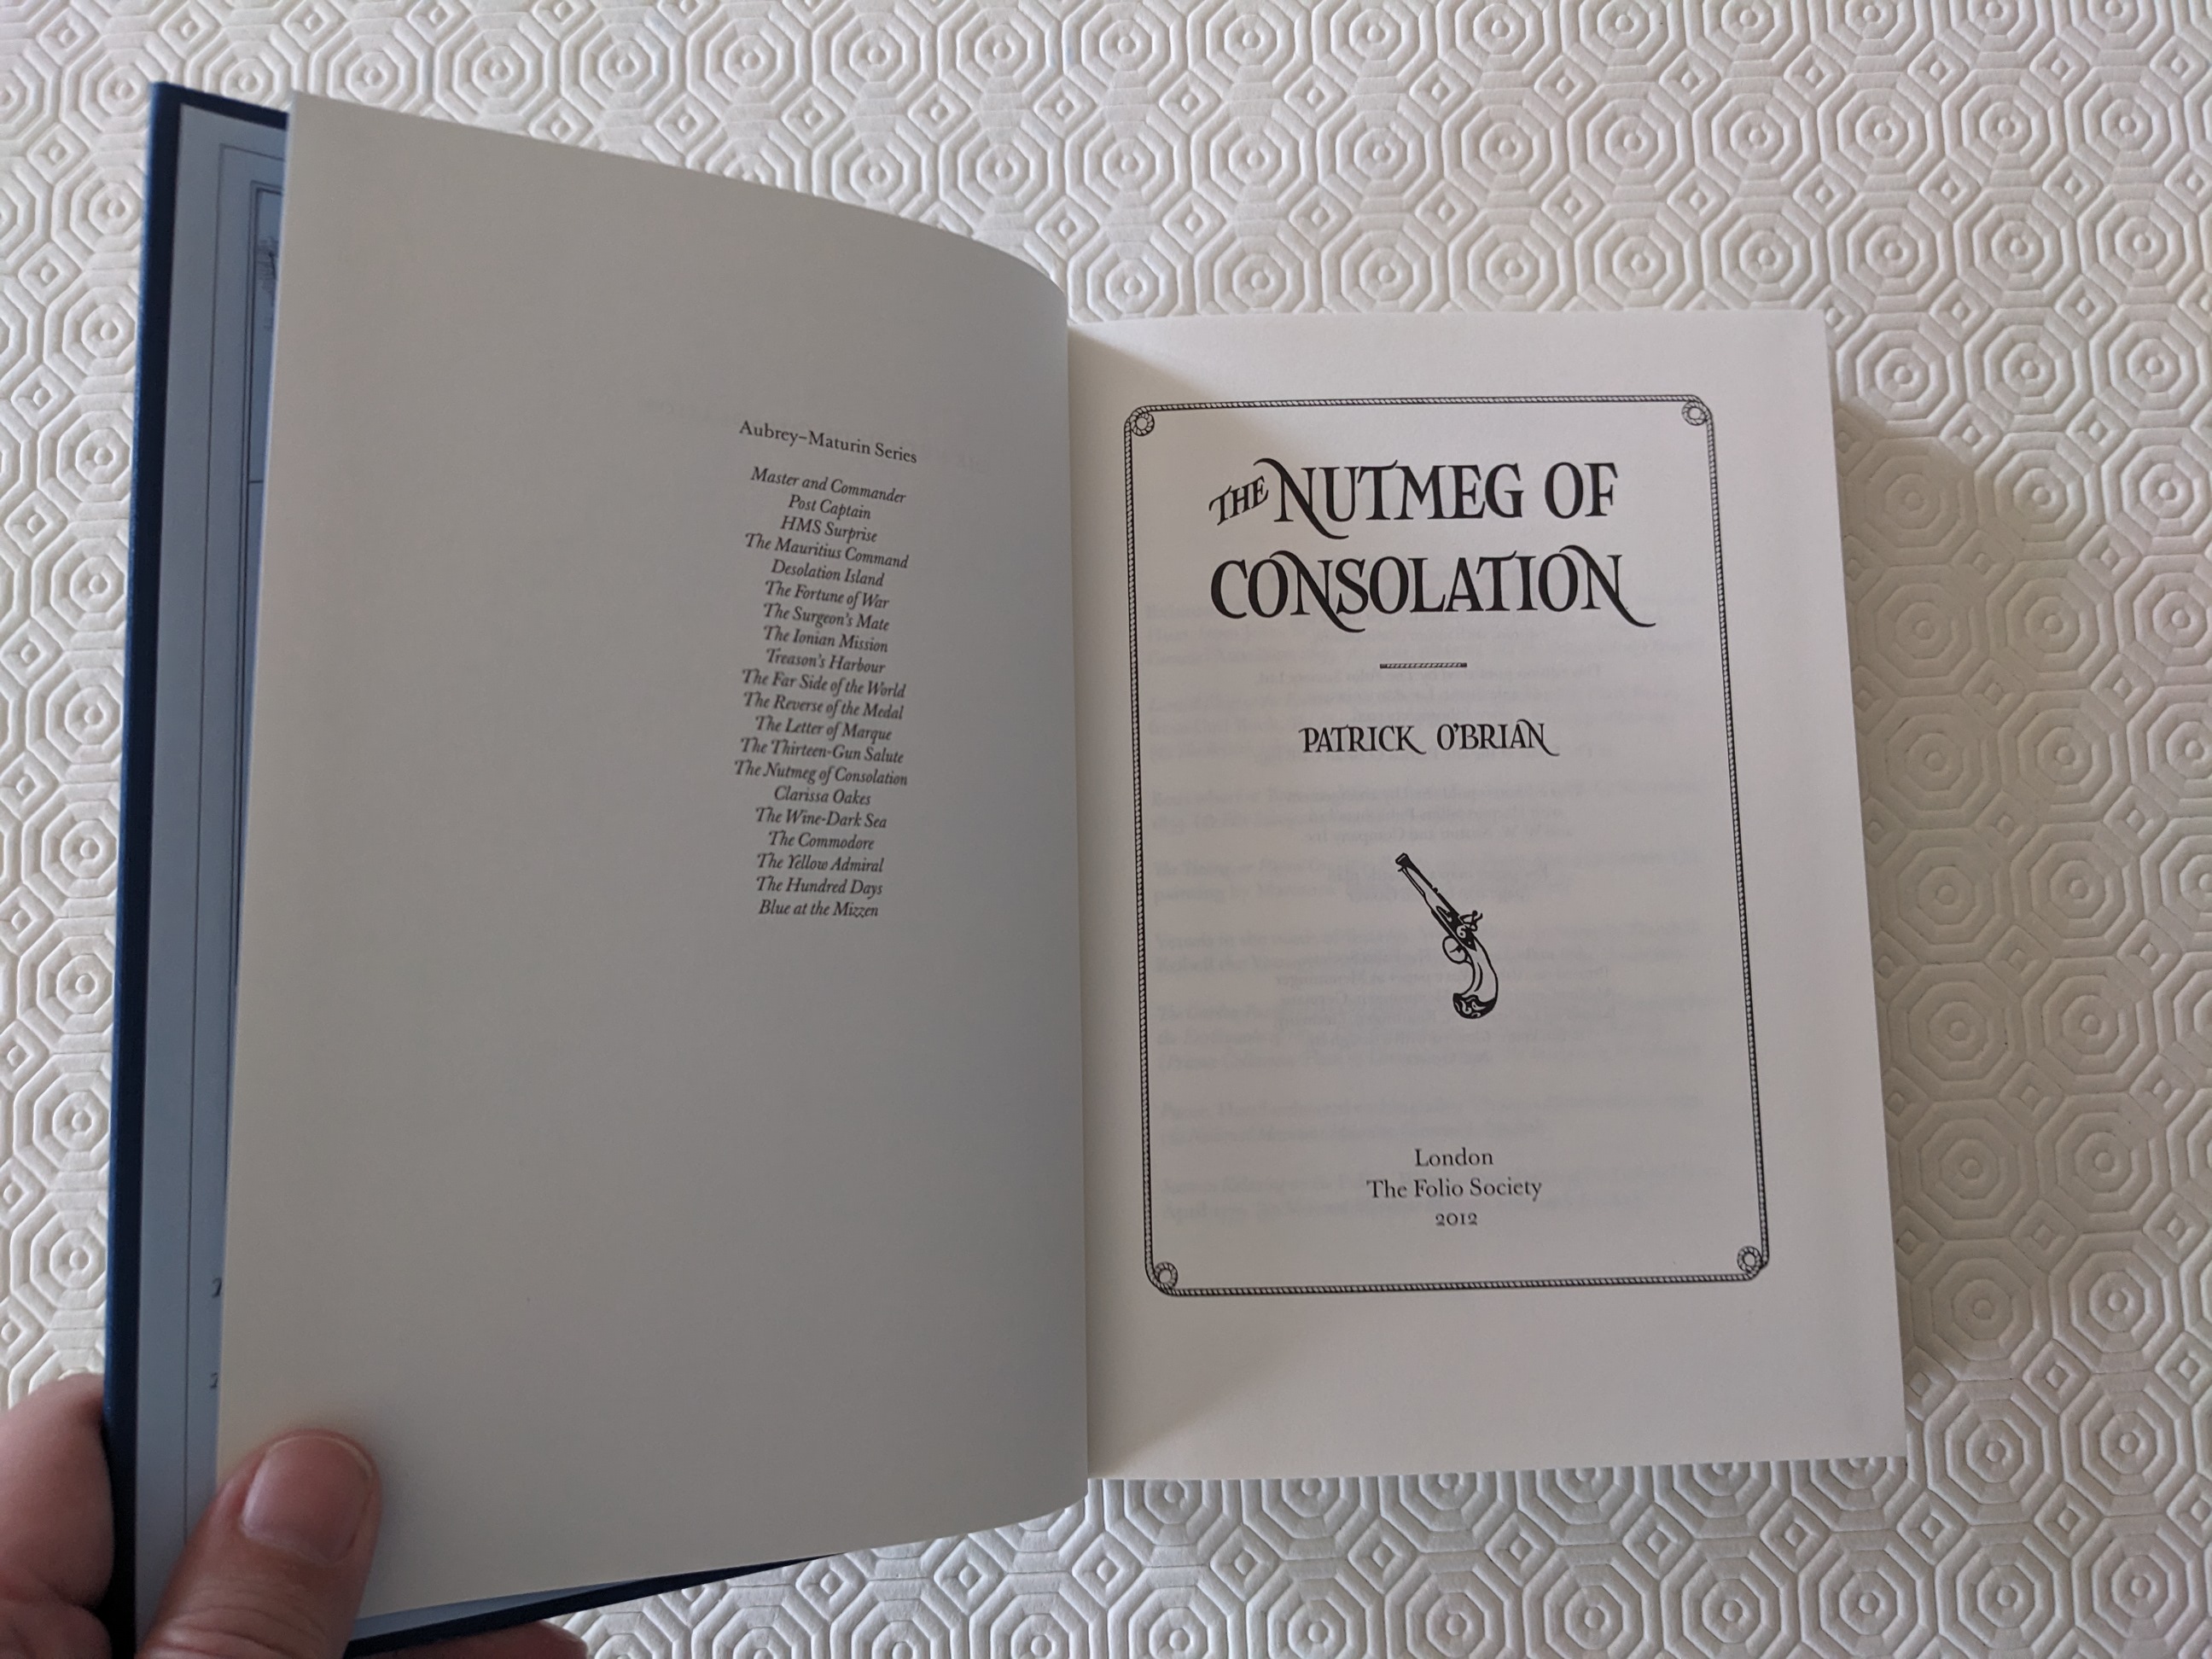 Aubrey–Maturin Series
Master and Commander
Post Captain
HMS Surprise
The Mauritius Command
Desolation Island
The Fortune of War
The Surgeon's Mate
The Ionian Mission
Treason's Harbour
The Far Side of the World
The Reverse of the Medal
The Letter of Marque
The Thirteen-Gun Salute
The Nutmeg of Consolation
Clarissa Oakes
The Wine-Dark Sea
The Commodore
The Yellow Admiral
The Hundred Days
Blue at the Mizzen
THE NUTMEG OF
CONSOLATION
PATRICK O'BRIAN
London
The Folio Society
2012